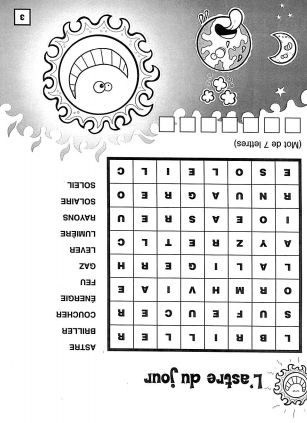 L'astre du jour
L B R I L L E R
S U F E U C E R
O R M H V I A E
L A L I G E R H
A Y Z R E T L C
I O E A S R E U
R N U A G R E O
E S O L E I L C
ASTRE
BRILLER
COUCHER
ÉNERGIE
FEU
GAZ
LEVER
LUMIÈRE
RAYONS
SOLAIRE
SOLEIL
(Mot de 7 lettres)
3